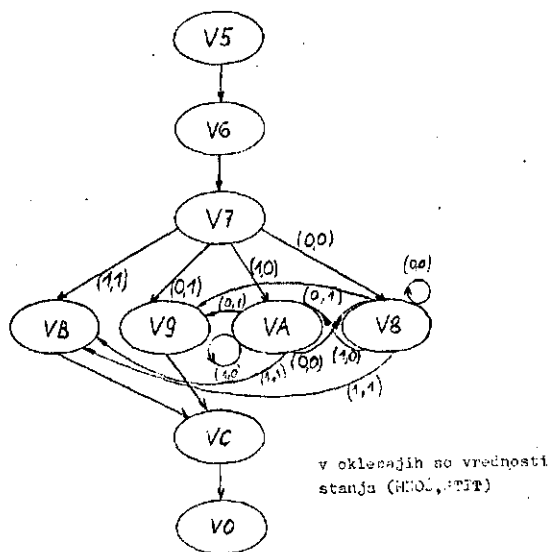 V5
V6
V7
(1,1) (0,1) (1,0) (0,0) (0,0)
VB V9 VA V8
(0,1) (0,1)
(1,0) (1,1) (0,0) (1,0)
(1,1)
VC
V0
v oklepajih so vrednosti
stanja